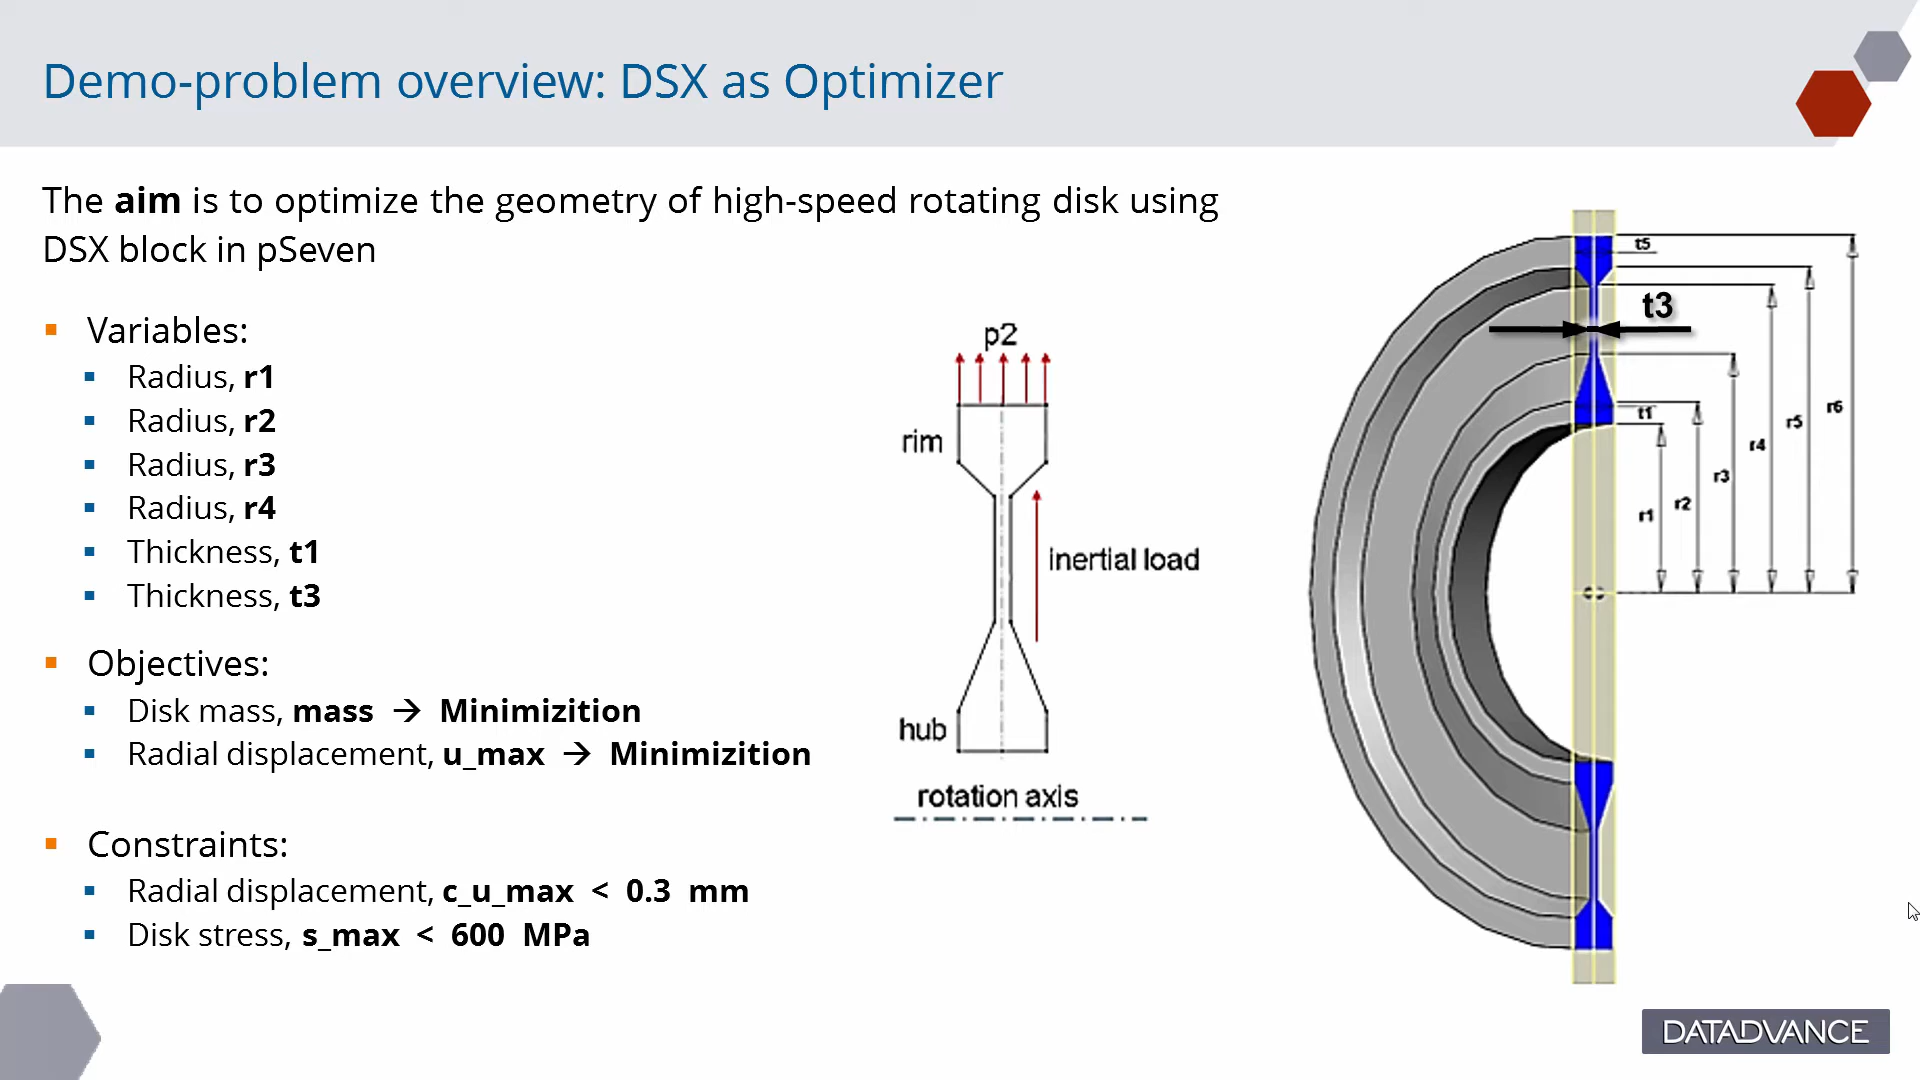 Demo-problem overview: DSX as Optimizer
The aim is to optimize the geometry of high-speed rotating disk using
DSX block in pSeven
Variables:
Radius, r1
Radius, r2
Radius, r3
Radius, r4
Thickness, t1
Thickness, t3
Objectives:
Disk mass, mass → Minimizition
Radial displacement, u_max → Minimizition
Constraints:
Radial displacement, c_u_max < 0.3 mm
Disk stress, s_max < 600 MPa
p2
rim
inertial load
hub
rotation axis
t5
t3
t1
r1
r2
r3
r4
r5
r6
DATADVANCE